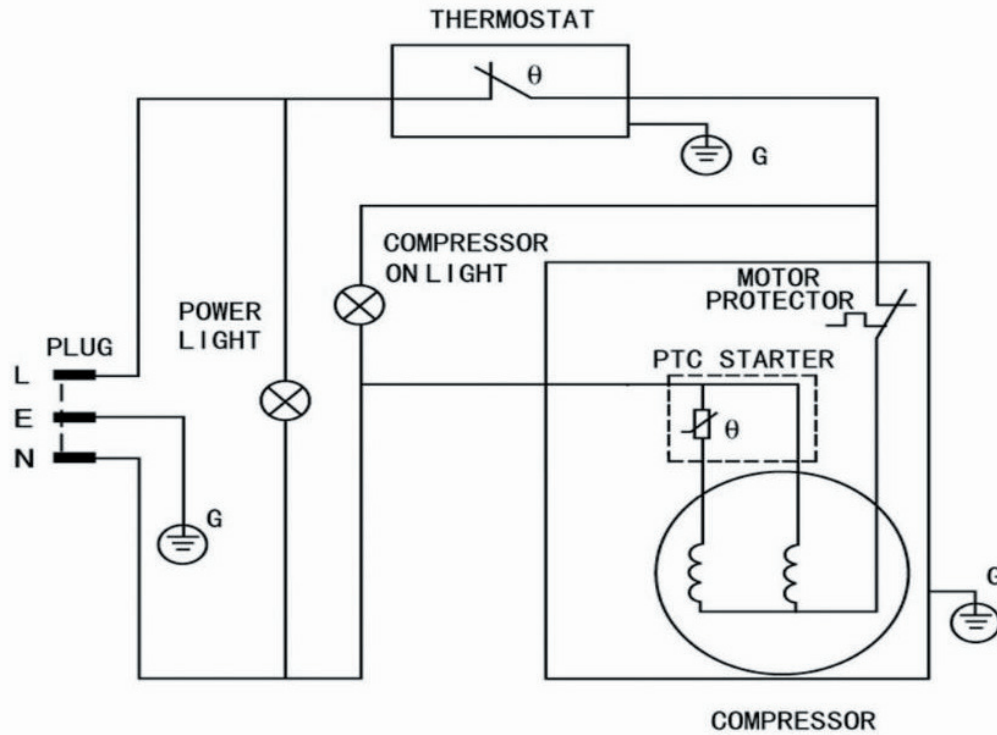 THERMOSTAT
θ
G
COMPRESSOR
ON LIGHT
MOTOR
PROTECTOR
POWER
LIGHT
PLUG
PTC STARTER
L
E
θ
N
G
G
COMPRESSOR